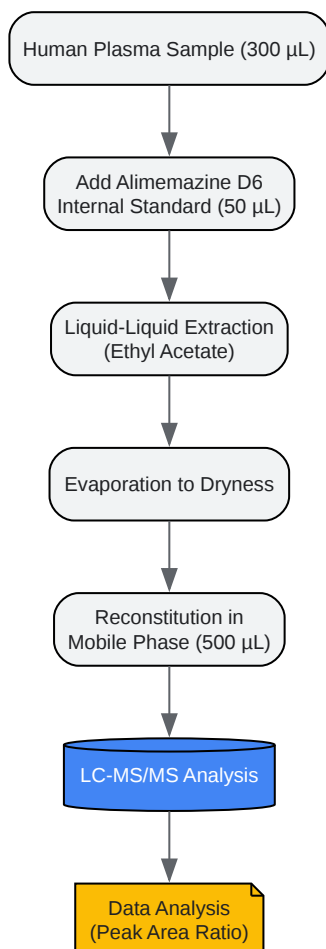 Human Plasma Sample (300 µL)
Add Alimemazine D6
Internal Standard (50 µL)
Liquid-Liquid Extraction
(Ethyl Acetate)
Evaporation to Dryness
Reconstitution in
Mobile Phase (500 µL)
LC-MS/MS Analysis
Data Analysis
(Peak Area Ratio)